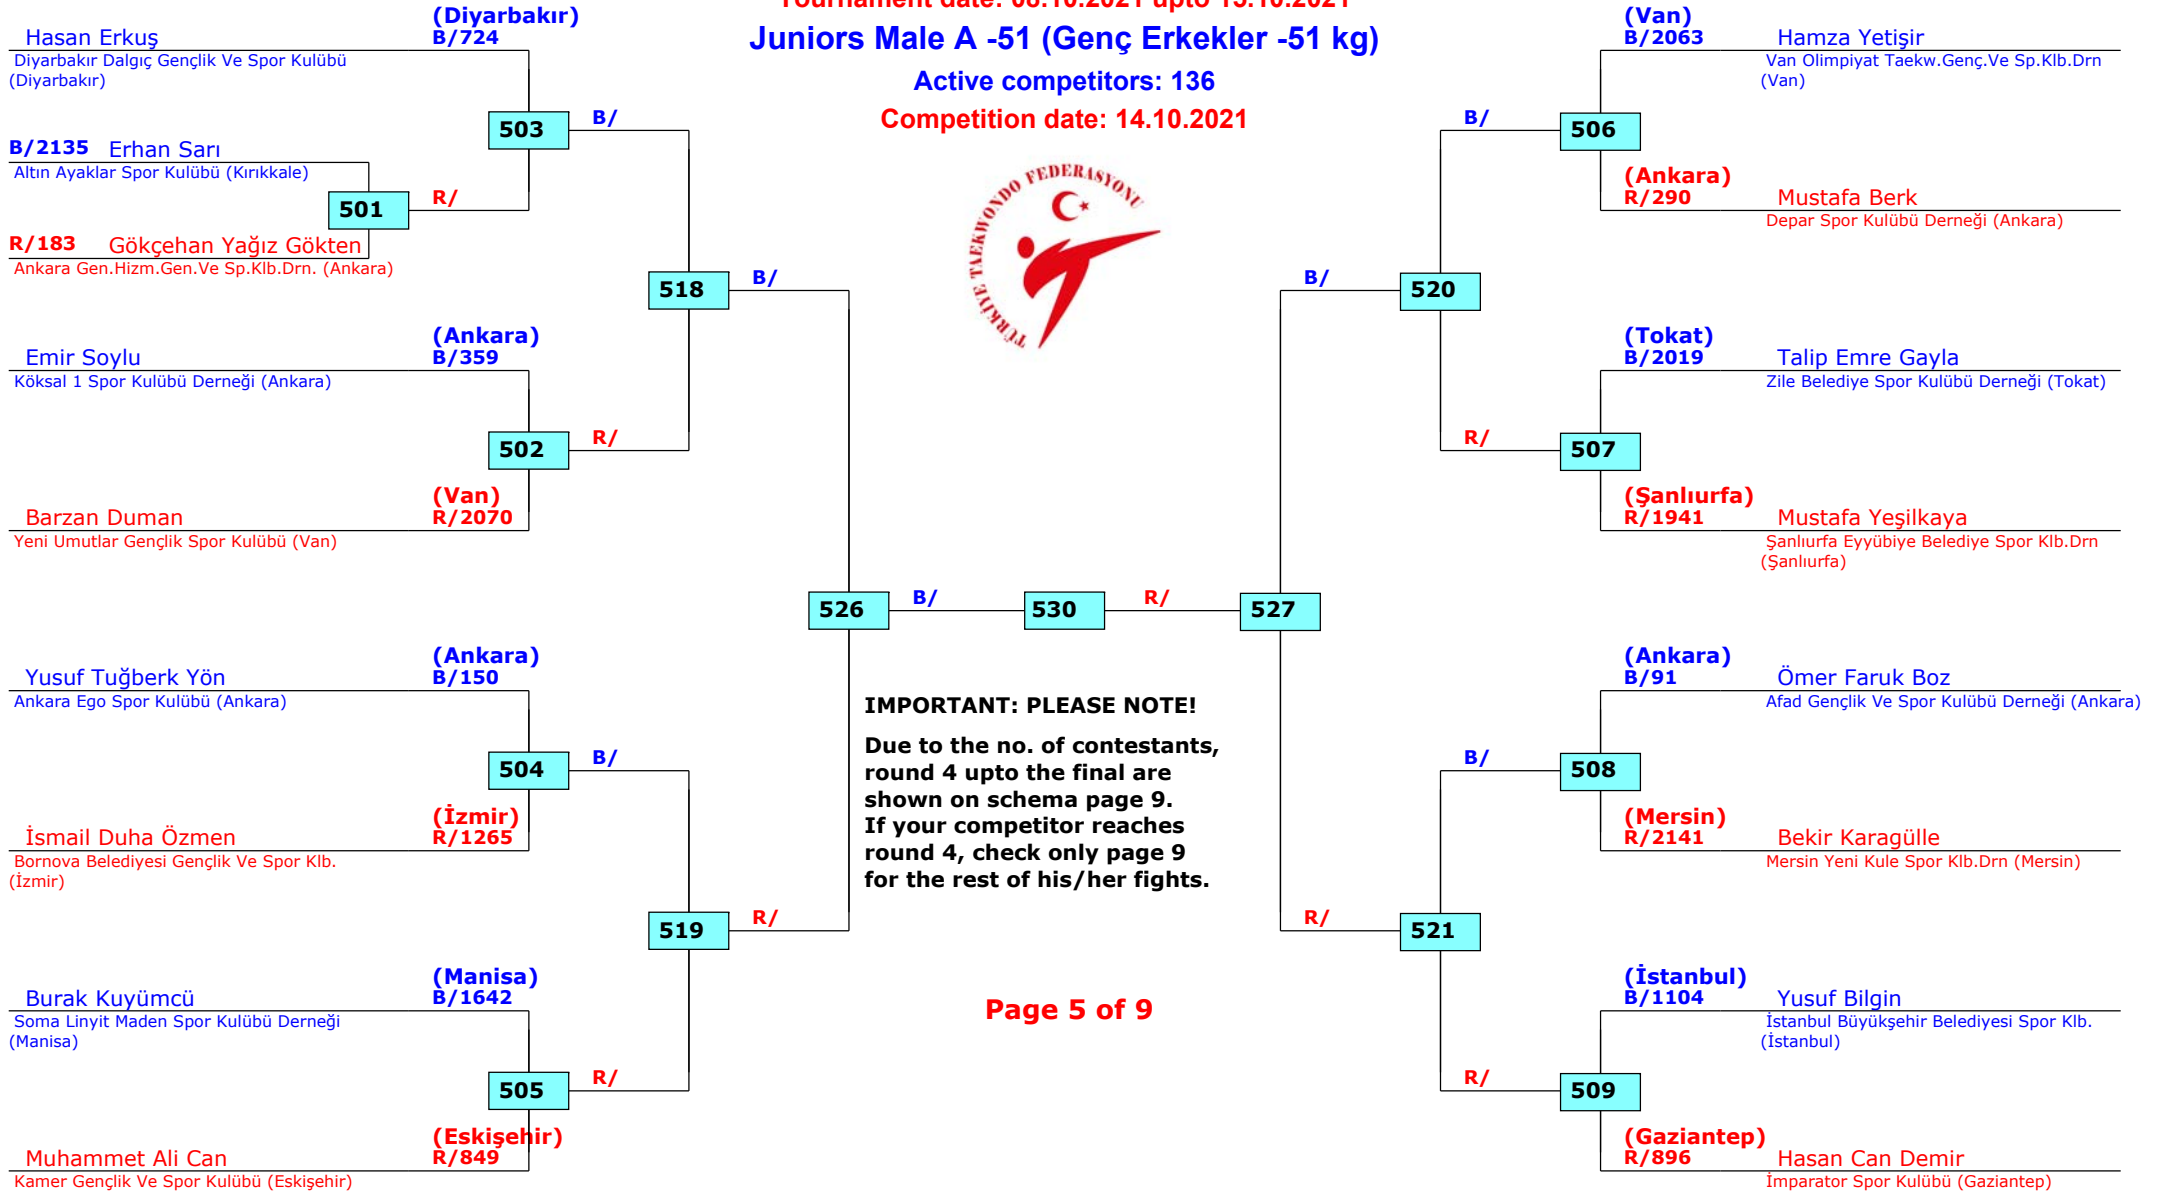 Tournament date: 08.10.2021 upto 15.10.2021
Juniors Male A -51 (Genç Erkekler -51 kg)
Active competitors: 136
Competition date: 14.10.2021
TÜRKİYE TAEKWONDO FEDERASYONU
(Diyarbakır)
Hasan Erkuş B/724
Diyarbakır Dalgıç Gençlik Ve Spor Kulübü
(Diyarbakır)
503 B/
B/2135 Erhan Sarı
Altın Ayaklar Spor Kulübü (Kırıkkale)
501 R/
R/183 Gökçehan Yağız Gökten
Ankara Gen.Hizm.Gen.Ve Sp.Klb.Drn. (Ankara)
518 B/
(Ankara)
Emir Soylu B/359
Köksal 1 Spor Kulübü Derneği (Ankara)
502 R/
(Van)
Barzan Duman R/2070
Yeni Umutlar Gençlik Spor Kulübü (Van)
526 B/ 530 R/ 527
(Ankara)
Yusuf Tuğberk Yön B/150
Ankara Ego Spor Kulübü (Ankara)
504 B/
(İzmir)
İsmail Duha Özmen R/1265
Bornova Belediyesi Gençlik Ve Spor Klb.
(İzmir)
519 R/
(Manisa)
Burak Kuyümcü B/1642
Soma Linyit Maden Spor Kulübü Derneği
(Manisa)
505 R/
(Eskişehir)
Muhammet Ali Can R/849
Kamer Gençlik Ve Spor Kulübü (Eskişehir)
IMPORTANT: PLEASE NOTE!
Due to the no. of contestants,
round 4 upto the final are
shown on schema page 9.
If your competitor reaches
round 4, check only page 9
for the rest of his/her fights.
Page 5 of 9
(Van)
B/2063 Hamza Yetişir
Van Olimpiyat Taekw.Genç.Ve Sp.Klb.Drn
(Van)
B/ 506
(Ankara)
R/290 Mustafa Berk
Depar Spor Kulübü Derneği (Ankara)
B/ 520
(Tokat)
B/2019 Talip Emre Gayla
Zile Belediye Spor Kulübü Derneği (Tokat)
R/ 507
(Şanlıurfa)
R/1941 Mustafa Yeşilkaya
Şanlıurfa Eyyübiye Belediye Spor Klb.Drn
(Şanlıurfa)
(Ankara)
B/91 Ömer Faruk Boz
Afad Gençlik Ve Spor Kulübü Derneği (Ankara)
B/ 508
(Mersin)
R/2141 Bekir Karagülle
Mersin Yeni Kule Spor Klb.Drn (Mersin)
R/ 521
(İstanbul)
B/1104 Yusuf Bilgin
İstanbul Büyükşehir Belediyesi Spor Klb.
(İstanbul)
R/ 509
(Gaziantep)
R/896 Hasan Can Demir
İmparator Spor Kulübü (Gaziantep)